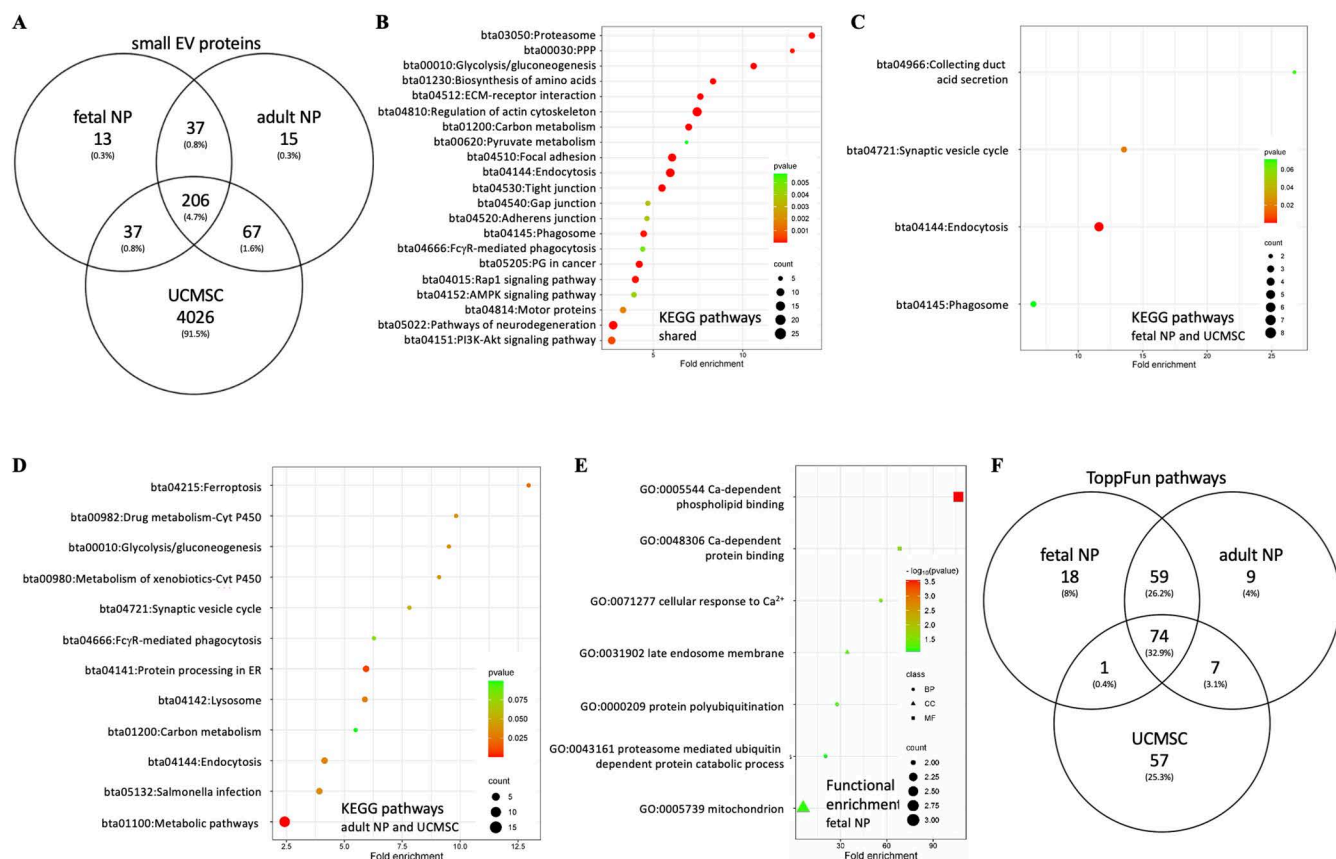 A
small EV proteins
fetal NP
13
(0.3%)
37
(0.8%)
adult NP
15
(0.3%)
206
(4.7%)
37
(0.8%)
67
(1.6%)
UCMSC
4026
(91.5%)
B
bta03050:Proteasome
bta00030:PPP
bta00010:Glycolysis/gluconeogenesis
bta01230:Biosynthesis of amino acids
bta04512:ECM-receptor interaction
bta04810:Regulation of actin cytoskeleton
bta01200:Carbon metabolism
bta00620:Pyruvate metabolism
bta04510:Focal adhesion
bta04144:Endocytosis
bta04530:Tight junction
bta04540:Gap junction
bta04520:Adherens junction
bta04145:Phagosome
bta04666:FcγR-mediated phagocytosis
bta05205:PG in cancer
bta04015:Rap1 signaling pathway
bta04152:AMPK signaling pathway
bta04814:Motor proteins
bta05022:Pathways of neurodegeneration
bta04151:PI3K-Akt signaling pathway
pvalue
0.005
0.004
0.003
0.002
0.001
count
5
10
15
20
25
KEGG pathways
shared
5
10
Fold enrichment
C
bta04966:Collecting duct
acid secretion
bta04721:Synaptic vesicle cycle
bta04144:Endocytosis
bta04145:Phagosome
pvalue
0.06
0.04
0.02
count
2
3
4
5
6
7
8
KEGG pathways
fetal NP and UCMSC
10
15
20
25
Fold enrichment
D
bta04215:Ferroptosis
bta00982:Drug metabolism-Cyt P450
bta00010:Glycolysis/gluconeogenesis
bta00980:Metabolism of xenobiotics-Cyt P450
bta04721:Synaptic vesicle cycle
bta04666:FcγR-mediated phagocytosis
bta04141:Protein processing in ER
bta04142:Lysosome
bta01200:Carbon metabolism
bta04144:Endocytosis
bta05132:Salmonella infection
bta01100:Metabolic pathways
pvalue
0.075
0.050
0.025
count
5
10
15
KEGG pathways
adult NP and UCMSC
2.5
5.0
7.5
10.0
12.5
Fold enrichment
E
GO:0005544 Ca-dependent
phospholipid binding
GO:0048306 Ca-dependent
protein binding
GO:0071277 cellular response to Ca²⁺
GO:0031902 late endosome membrane
GO:0000209 protein polyubiquitination
GO:0043161 proteasome mediated ubiquitin
dependent protein catabolic process
GO:0005739 mitochondrion
- log₁₀(pvalue)
3.5
3.0
2.5
2.0
1.5
class
BP
CC
MF
count
2.00
2.25
2.50
2.75
3.00
Functional
enrichment
fetal NP
30
60
90
Fold enrichment
F
ToppFun pathways
fetal NP
18
(8%)
59
(26.2%)
adult NP
9
(4%)
74
(32.9%)
1
(0.4%)
7
(3.1%)
UCMSC
57
(25.3%)